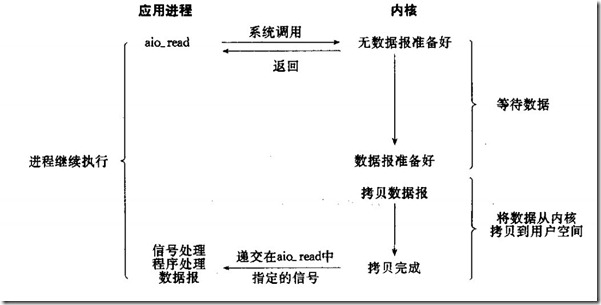 应用进程
内核
aio_read
系统调用
返回
无数据报准备好
等待数据
进程继续执行
数据报准备好
拷贝数据报
将数据从内核
拷贝到用户空间
信号处理
程序处理
数据报
递交在aio_read中
指定的信号
拷贝完成